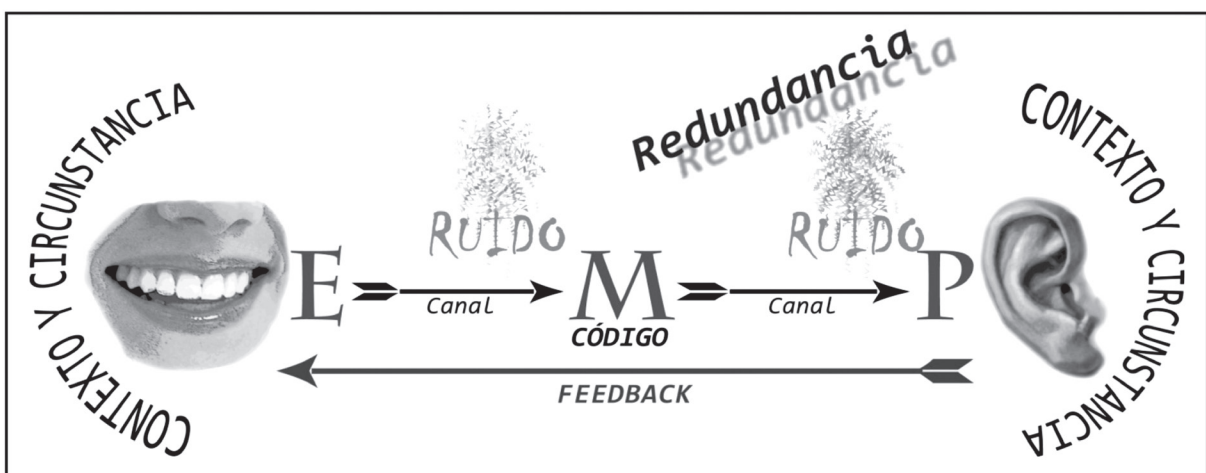 Redundancia
Redundancia
CONTEXTO Y CIRCUNSTANCIA
CONTEXTO Y CIRCUNSTANCIA
RUIDO
RUIDO
E
Canal
M
Canal
P
CÓDIGO
FEEDBACK